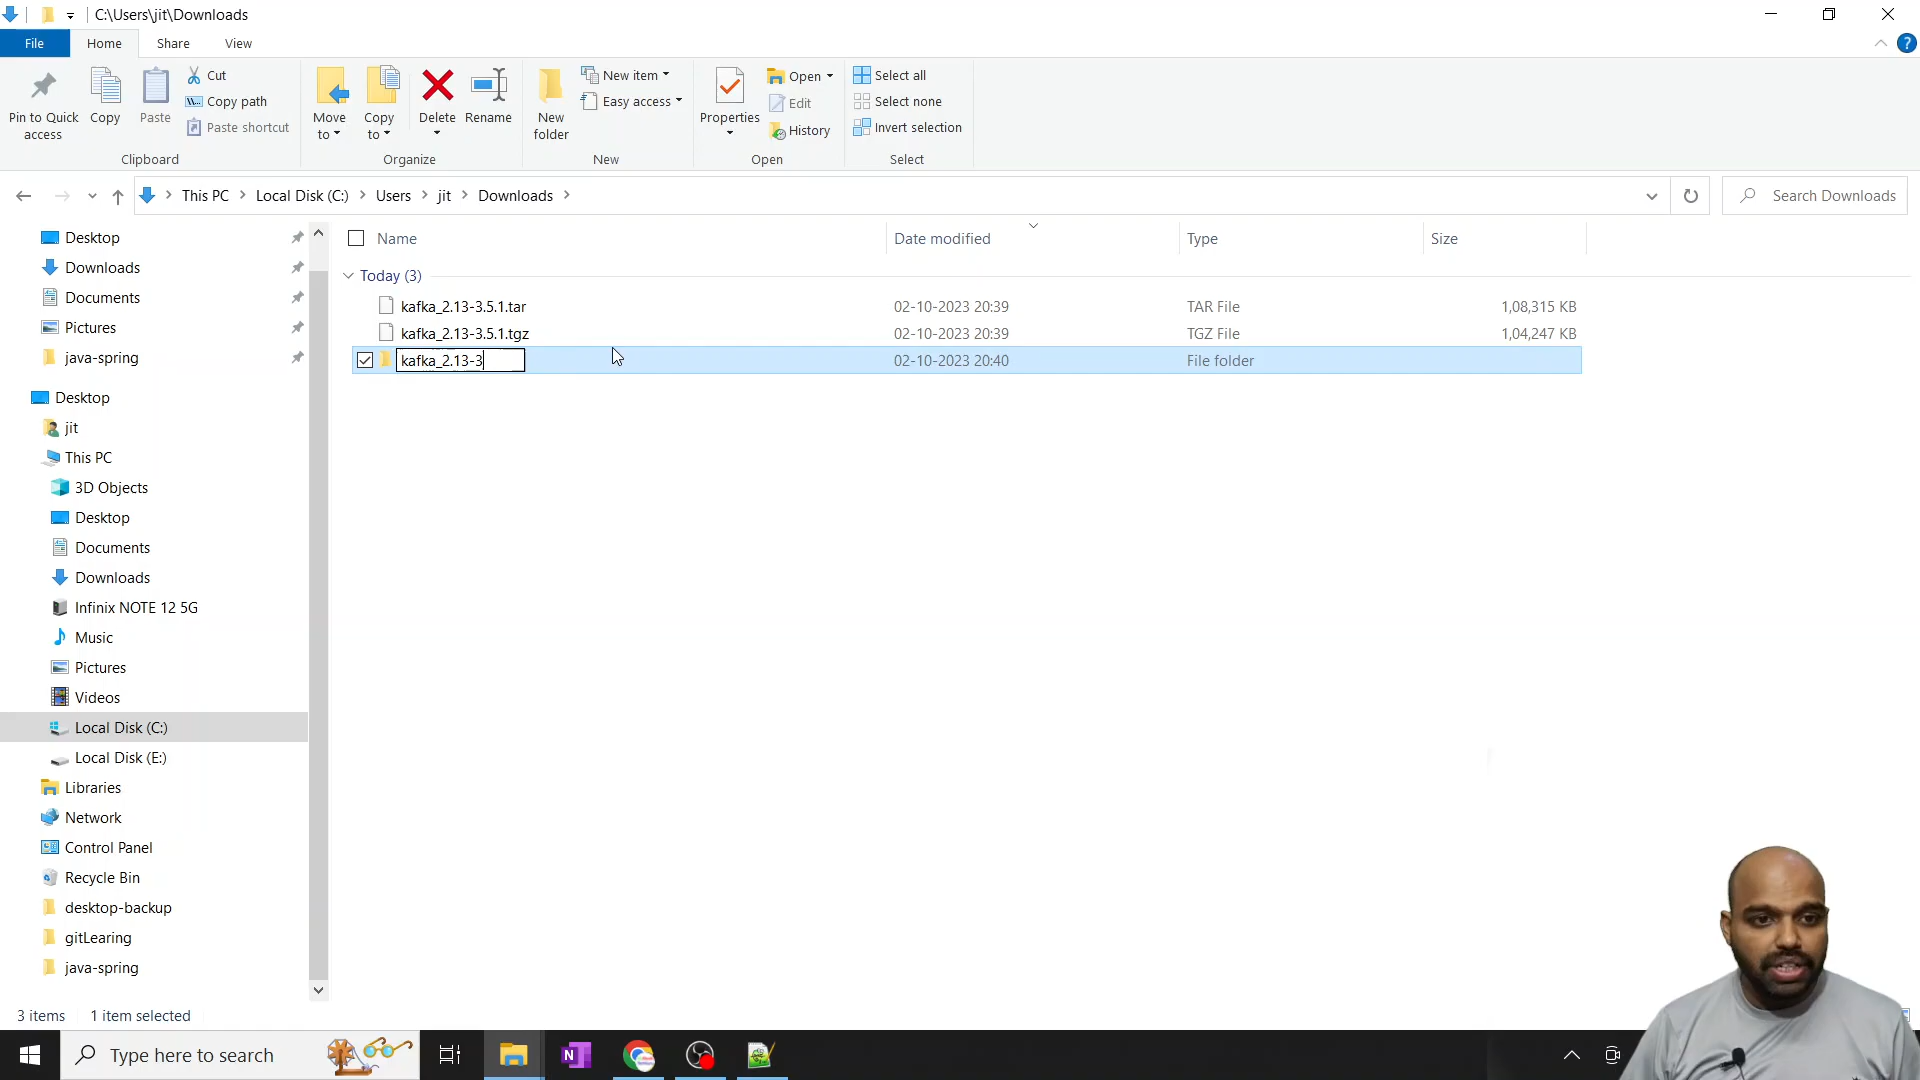 C:\Users\jit\Downloads
File
Home
Share
View
Pin to Quick access
Copy
Paste
Cut
Copy path
Paste shortcut
Clipboard
Move to
Copy to
Delete
Rename
Organize
New folder
New item
Easy access
New
Properties
Open
Edit
History
Open
Select all
Select none
Invert selection
Select
This PC
Local Disk (C:)
Users
jit
Downloads
Search Downloads
Desktop
Downloads
Documents
Pictures
java-spring
Desktop
jit
This PC
3D Objects
Desktop
Documents
Downloads
Infinix NOTE 12 5G
Music
Pictures
Videos
Local Disk (C:)
Local Disk (E:)
Libraries
Network
Control Panel
Recycle Bin
desktop-backup
gitLearing
java-spring
Name Date modified Type Size
Today (3)
kafka_2.13-3.5.1.tar 02-10-2023 20:39 TAR File 1,08,315 KB
kafka_2.13-3.5.1.tgz 02-10-2023 20:39 TGZ File 1,04,247 KB
kafka_2.13-3 02-10-2023 20:40 File folder
3 items 1 item selected
Type here to search
N